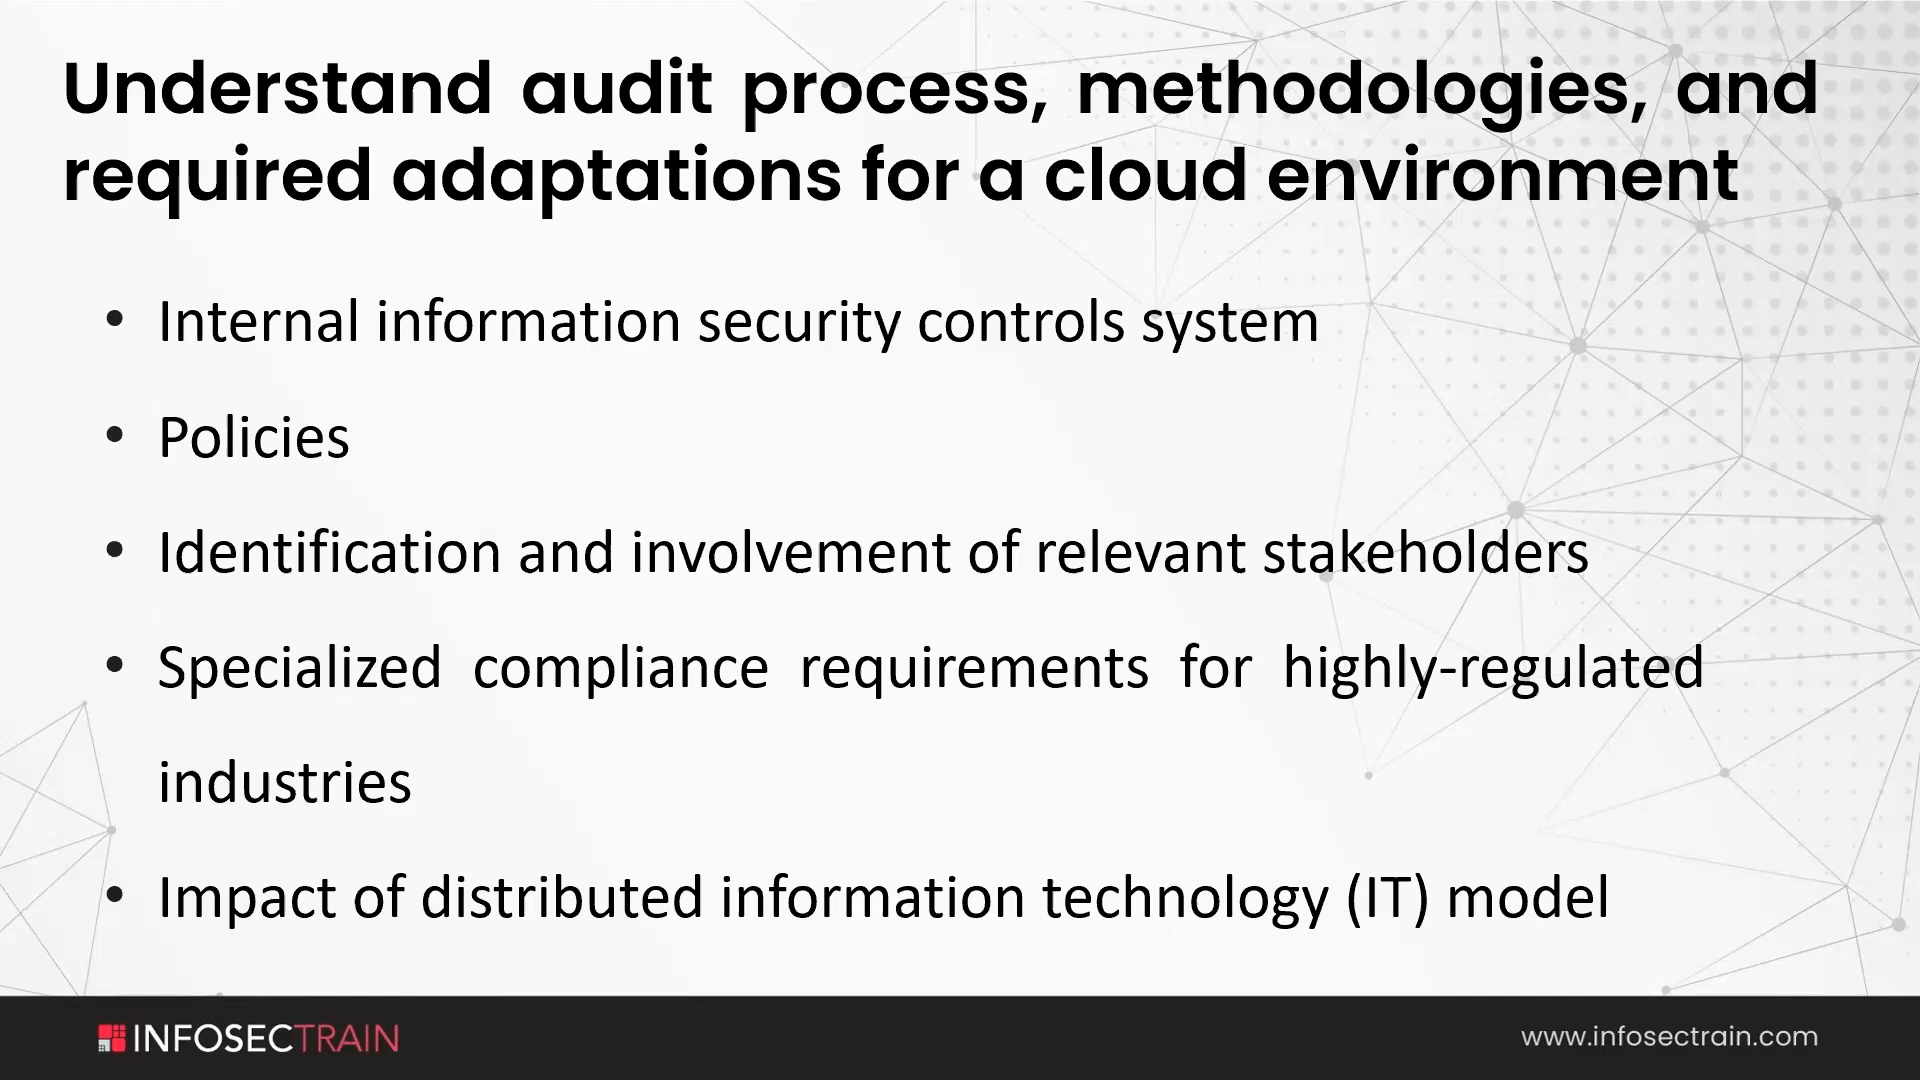 Understand audit process, methodologies, and
required adaptations for a cloud environment
• Internal information security controls system
• Policies
• Identification and involvement of relevant stakeholders
• Specialized compliance requirements for highly-regulated
industries
• Impact of distributed information technology (IT) model
INFOSECTRAIN
www.infosectrain.com